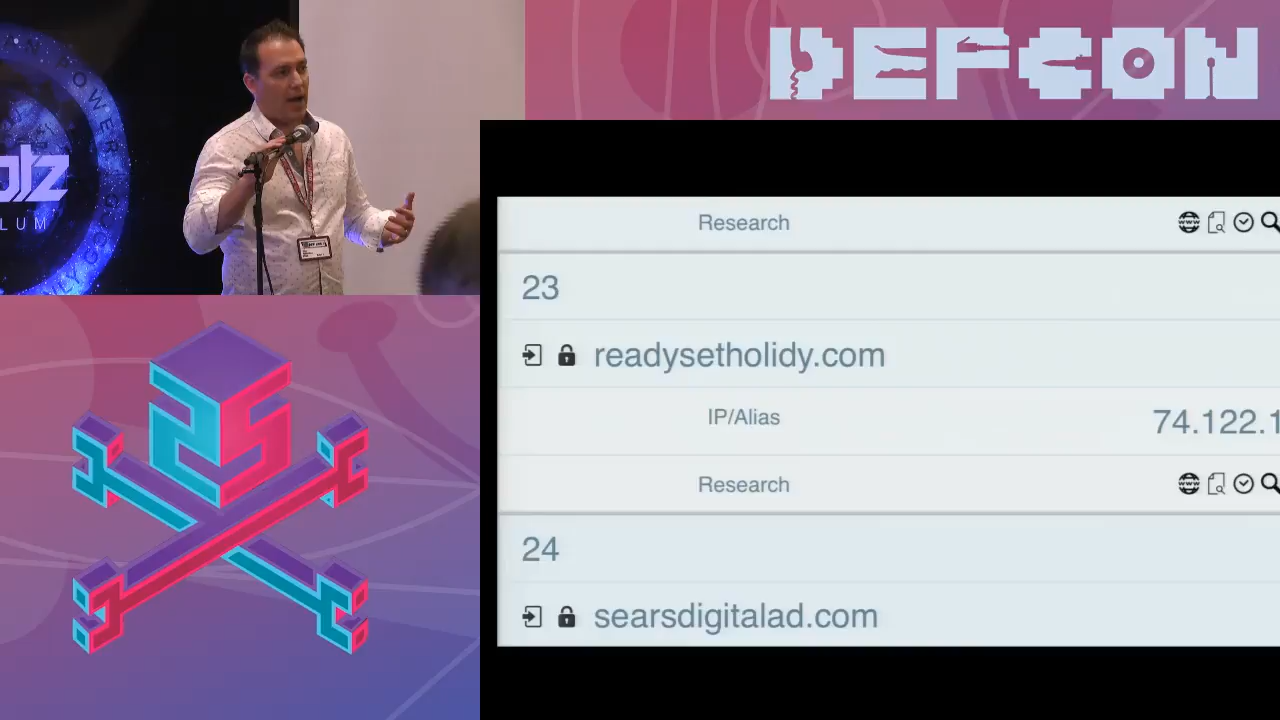 DEFCON
Research
23
readysetholidy.com
IP/Alias
74.122.1
Research
24
searsdigitalad.com